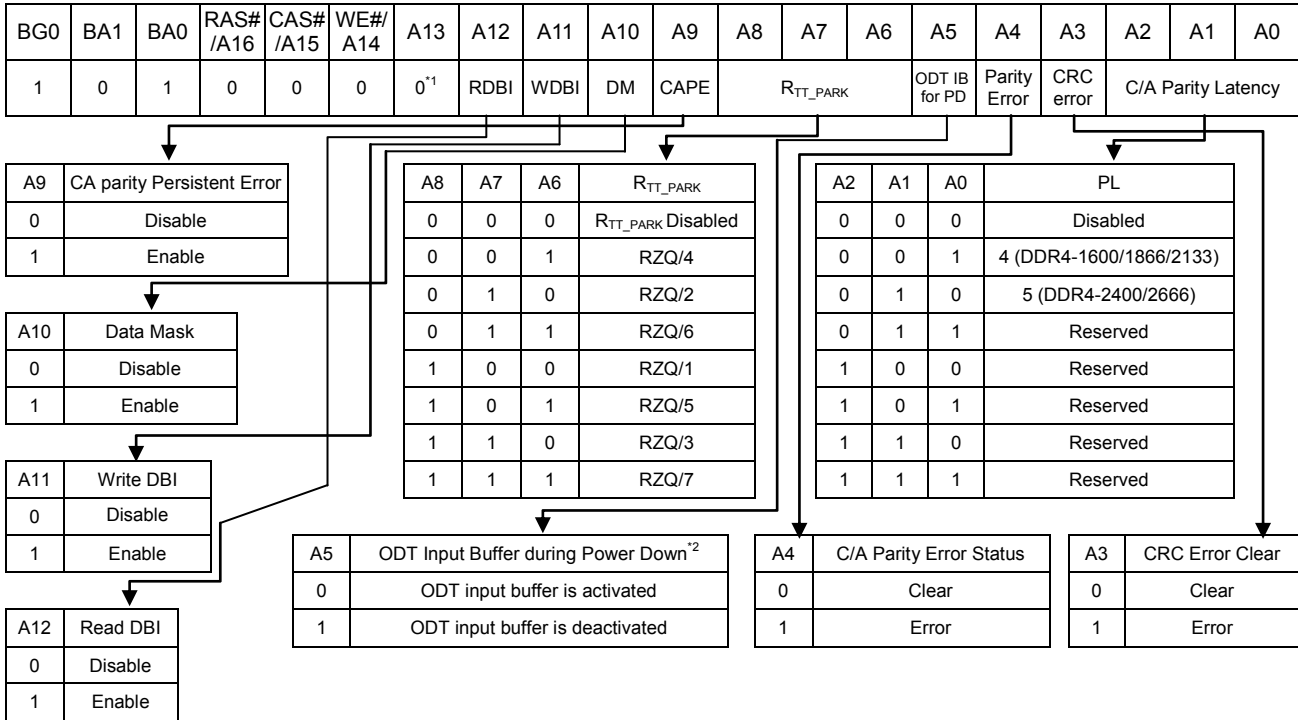 BG0 BA1 BA0 RAS# /A16 CAS# /A15 WE#/ A14 A13 A12 A11 A10 A9 A8 A7 A6 A5 A4 A3 A2 A1 A0
1 0 1 0 0 0 0*1 RDBI WDBI DM CAPE RTT_PARK ODT IB for PD Parity Error CRC error C/A Parity Latency
A9 CA parity Persistent Error
0 Disable
1 Enable
A10 Data Mask
0 Disable
1 Enable
A11 Write DBI
0 Disable
1 Enable
A12 Read DBI
0 Disable
1 Enable
A8 A7 A6 RTT_PARK
0 0 0 RTT_PARK Disabled
0 0 1 RZQ/4
0 1 0 RZQ/2
0 1 1 RZQ/6
1 0 0 RZQ/1
1 0 1 RZQ/5
1 1 0 RZQ/3
1 1 1 RZQ/7
A2 A1 A0 PL
0 0 0 Disabled
0 0 1 4 (DDR4-1600/1866/2133)
0 1 0 5 (DDR4-2400/2666)
0 1 1 Reserved
1 0 0 Reserved
1 0 1 Reserved
1 1 0 Reserved
1 1 1 Reserved
A5 ODT Input Buffer during Power Down*2
0 ODT input buffer is activated
1 ODT input buffer is deactivated
A4 C/A Parity Error Status
0 Clear
1 Error
A3 CRC Error Clear
0 Clear
1 Error